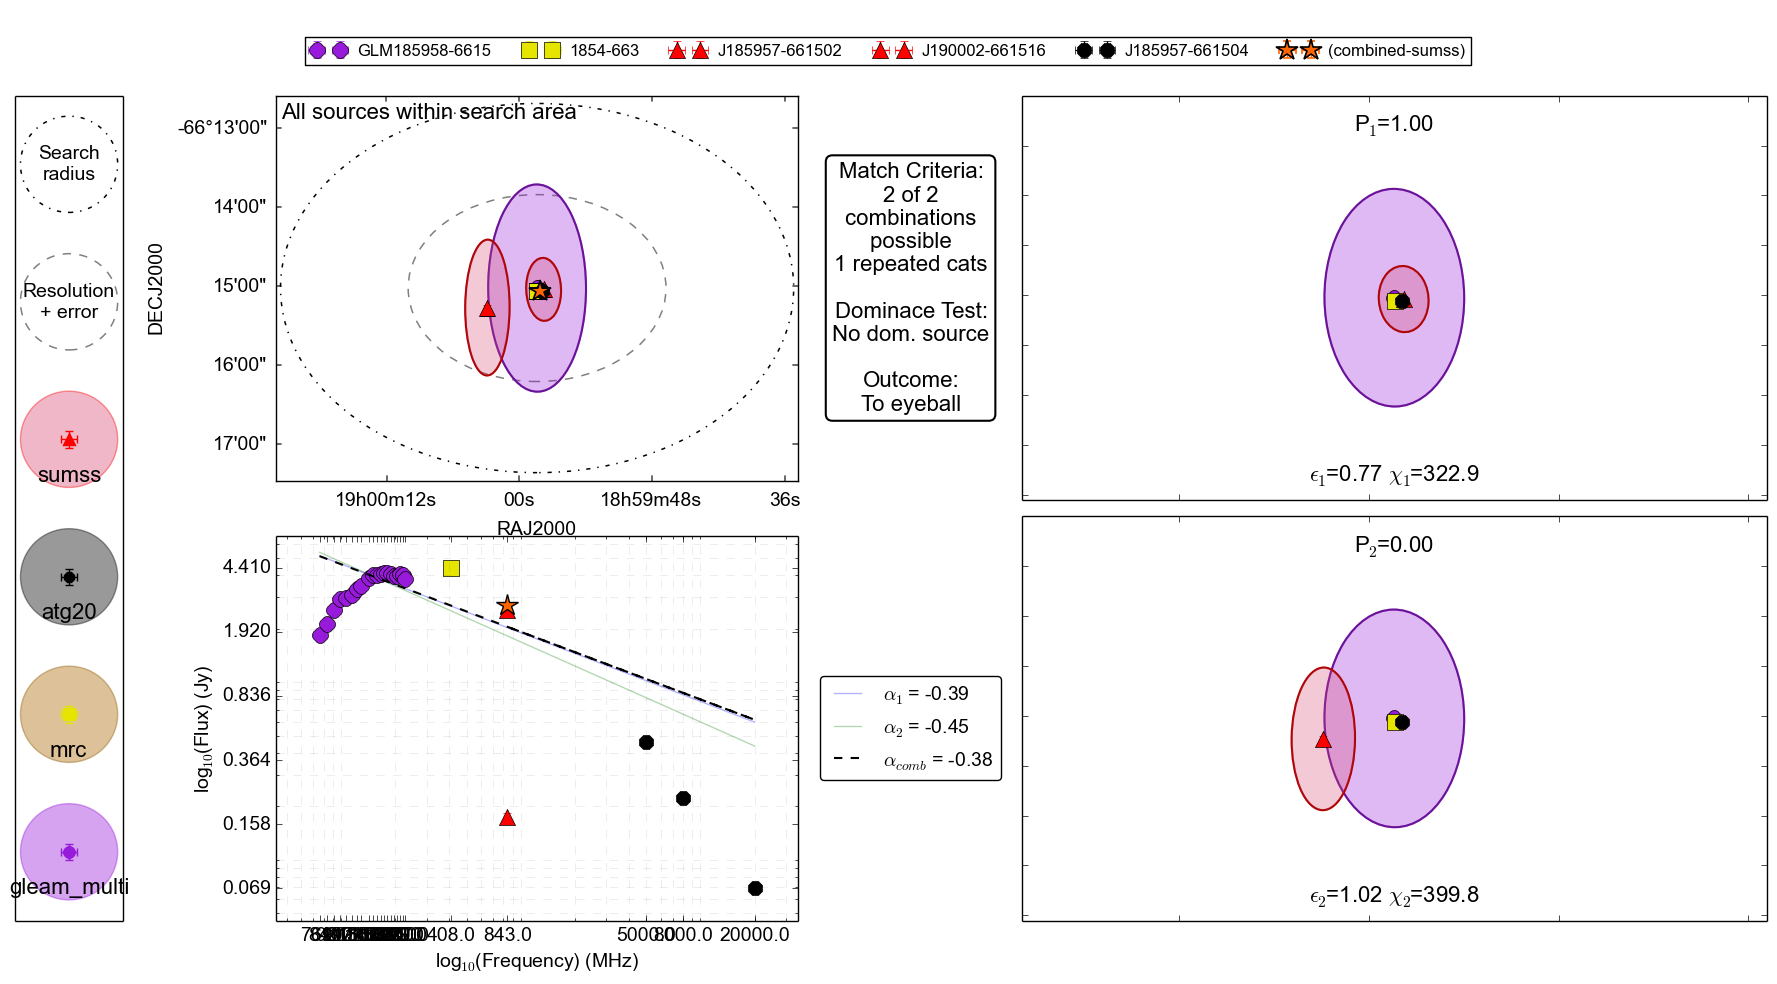 GLM185958-6615 1854-663 J185957-661502 J190002-661516 J185957-661504 (combined-sumss)
Search
radius
Resolution
+ error
sumss
atg20
mrc
gleam_multi
All sources within search area
DECJ2000
-66°13'00"
14'00"
15'00"
16'00"
17'00"
19h00m12s 00s 18h59m48s 36s
RAJ2000
Match Criteria:
2 of 2
combinations
possible
1 repeated cats
Dominace Test:
No dom. source
Outcome:
To eyeball
P1=1.00
ϵ1=0.77 χ1=322.9
log10(Flux) (Jy)
4.410
1.920
0.836
0.364
0.158
0.069
408.0 843.0 5000.0 8000.0 20000.0
log10(Frequency) (MHz)
α1 = -0.39
α2 = -0.45
αcomb = -0.38
P2=0.00
ϵ2=1.02 χ2=399.8